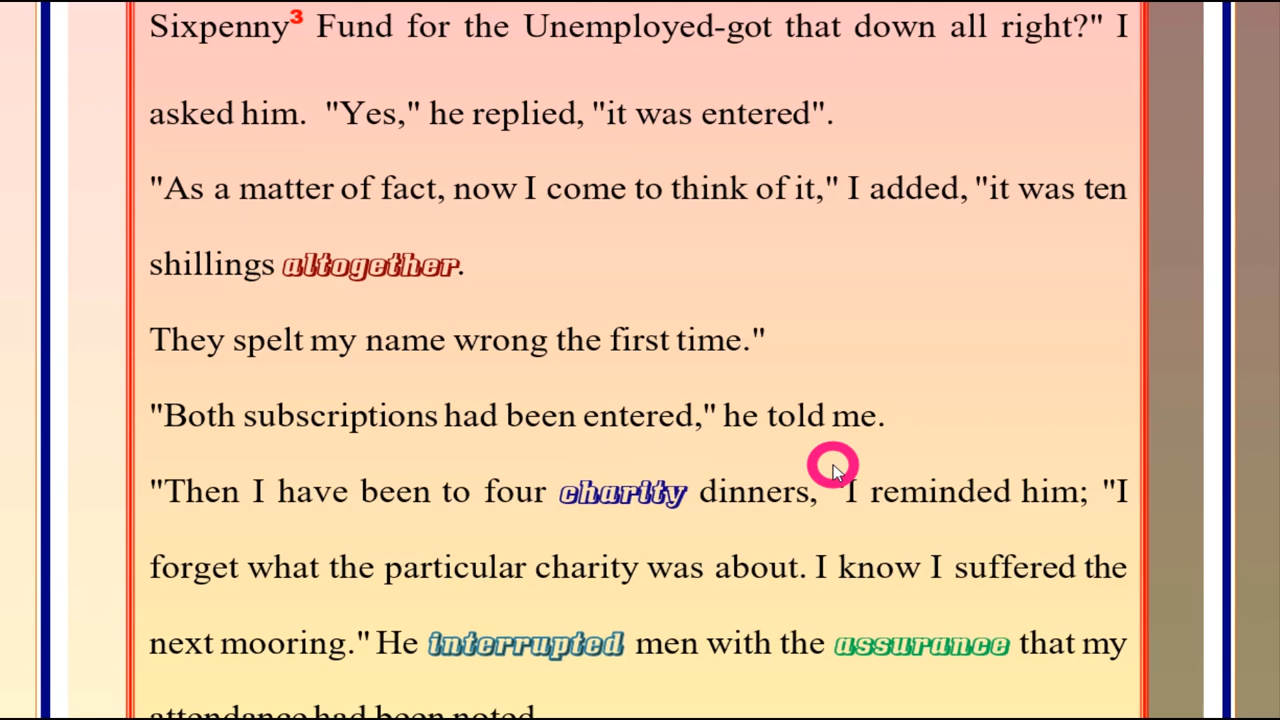 Sixpenny³ Fund for the Unemployed-got that down all right?" I
asked him. "Yes," he replied, "it was entered".
"As a matter of fact, now I come to think of it," I added, "it was ten
shillings altogether.
They spelt my name wrong the first time."
"Both subscriptions had been entered," he told me.
"Then I have been to four charity dinners, "I reminded him; "I
forget what the particular charity was about. I know I suffered the
next mooring." He interrupted men with the assurance that my
attendance had been noted.